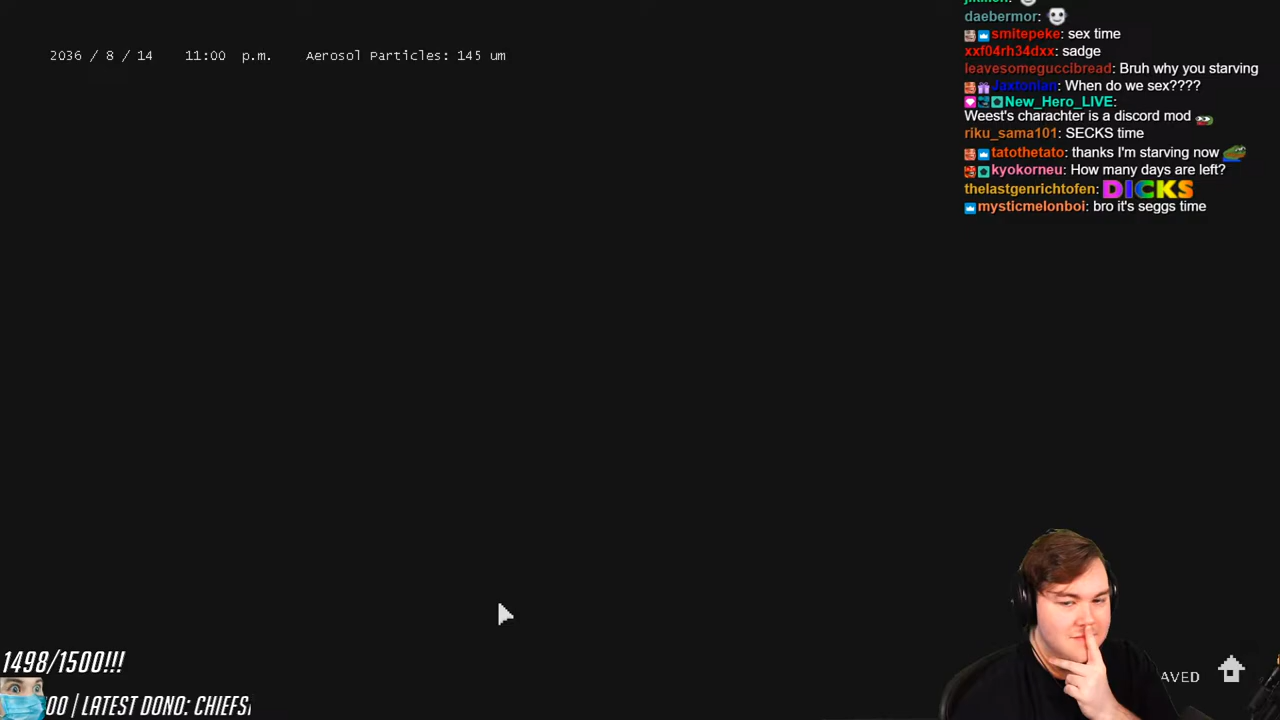 2036 / 8 / 14 11:00 p.m. Aerosol Particles: 145 um
daebermor:
smitepeke: sex time
xxf04rh34dxx: sadge
leavesomeguccibread: Bruh why you starving
Jaxtonian: When do we sex????
New_Hero_LIVE:
Weest's charachter is a discord mod
riku_sama101: SECKS time
tatothetato: thanks I'm starving now
kyokorneu: How many days are left?
thelastgenrichtofen: DICKS
mysticmelonboi: bro it's seggs time
1498/1500!!!
00 | LATEST DONO: CHIEFS
AVED